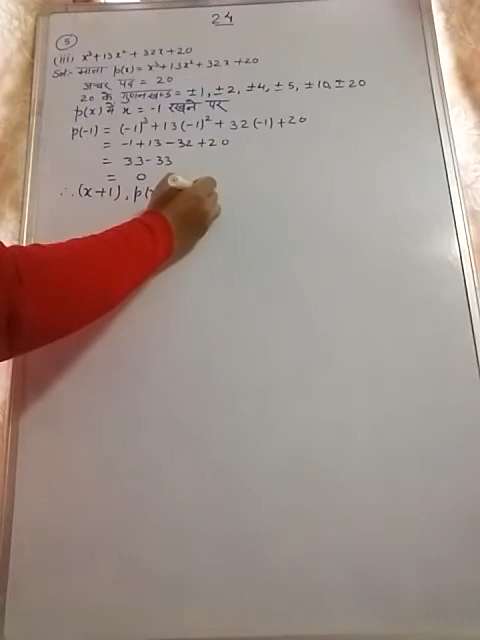 2.4
5
(iii) x³ + 13x² + 32x + 20
Sol:- माना p(x) = x³ + 13x² + 32x + 20
अचर पद = 20
20 के गुणनखण्ड = ±1, ±2, ±4, ±5, ±10, ±20
p(x) में x = -1 रखने पर
p(-1) = (-1)³ + 13(-1)² + 32(-1) + 20
= -1 + 13 - 32 + 20
= 33 - 33
= 0
∴ (x+1), p(